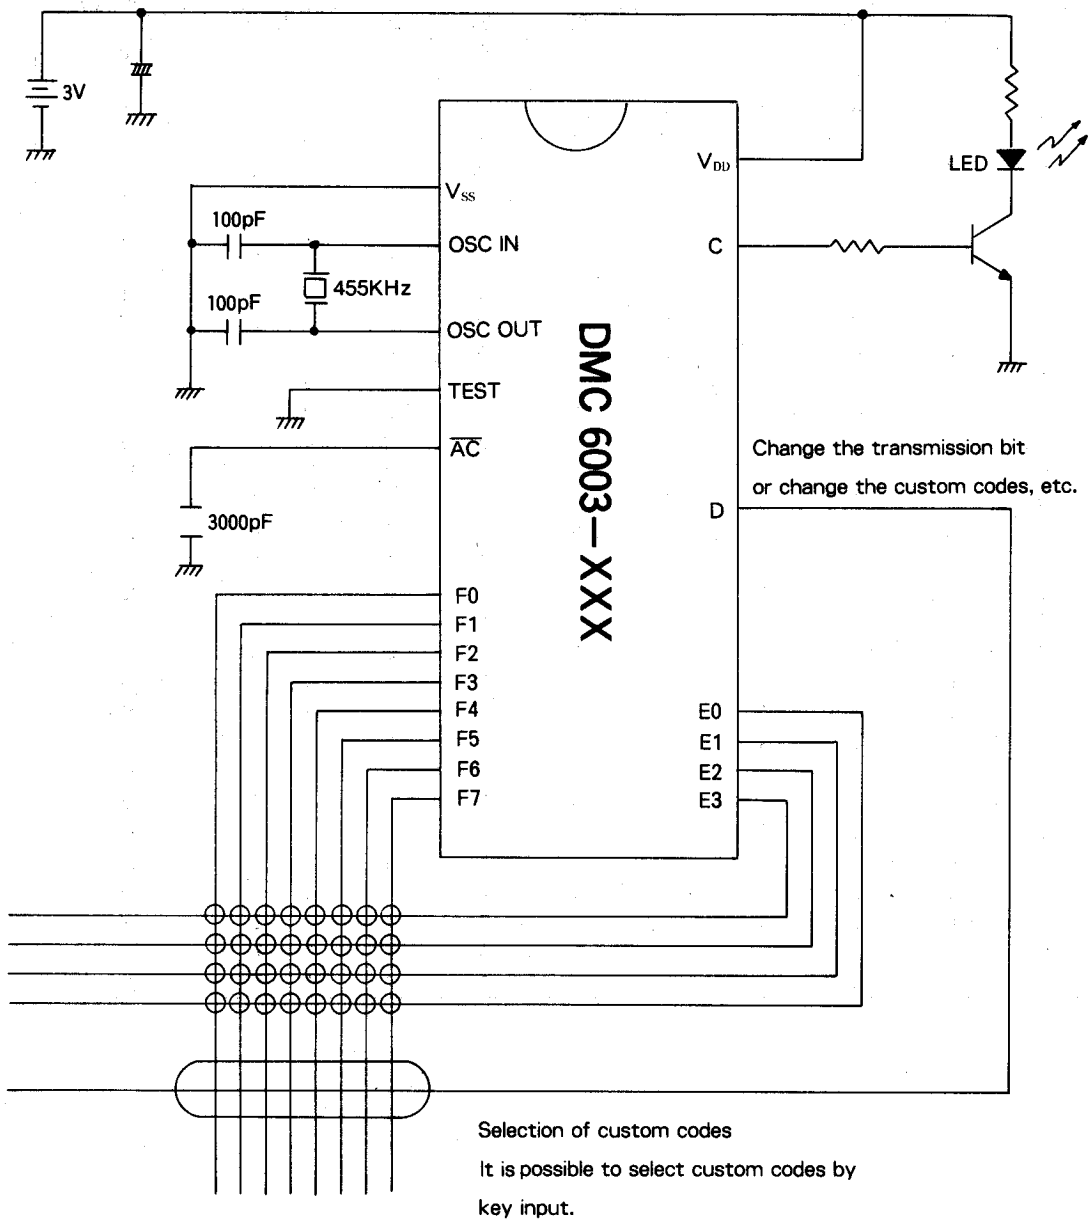 3V
V_DD
LED
V_SS
100pF
OSC IN
C
455KHz
100pF
OSC OUT
TEST
AC
DMC 6003-XXX
Change the transmission bit
or change the custom codes, etc.
D
3000pF
F0
F1
F2
F3
F4
F5
F6
F7
E0
E1
E2
E3
Selection of custom codes
It is possible to select custom codes by
key input.